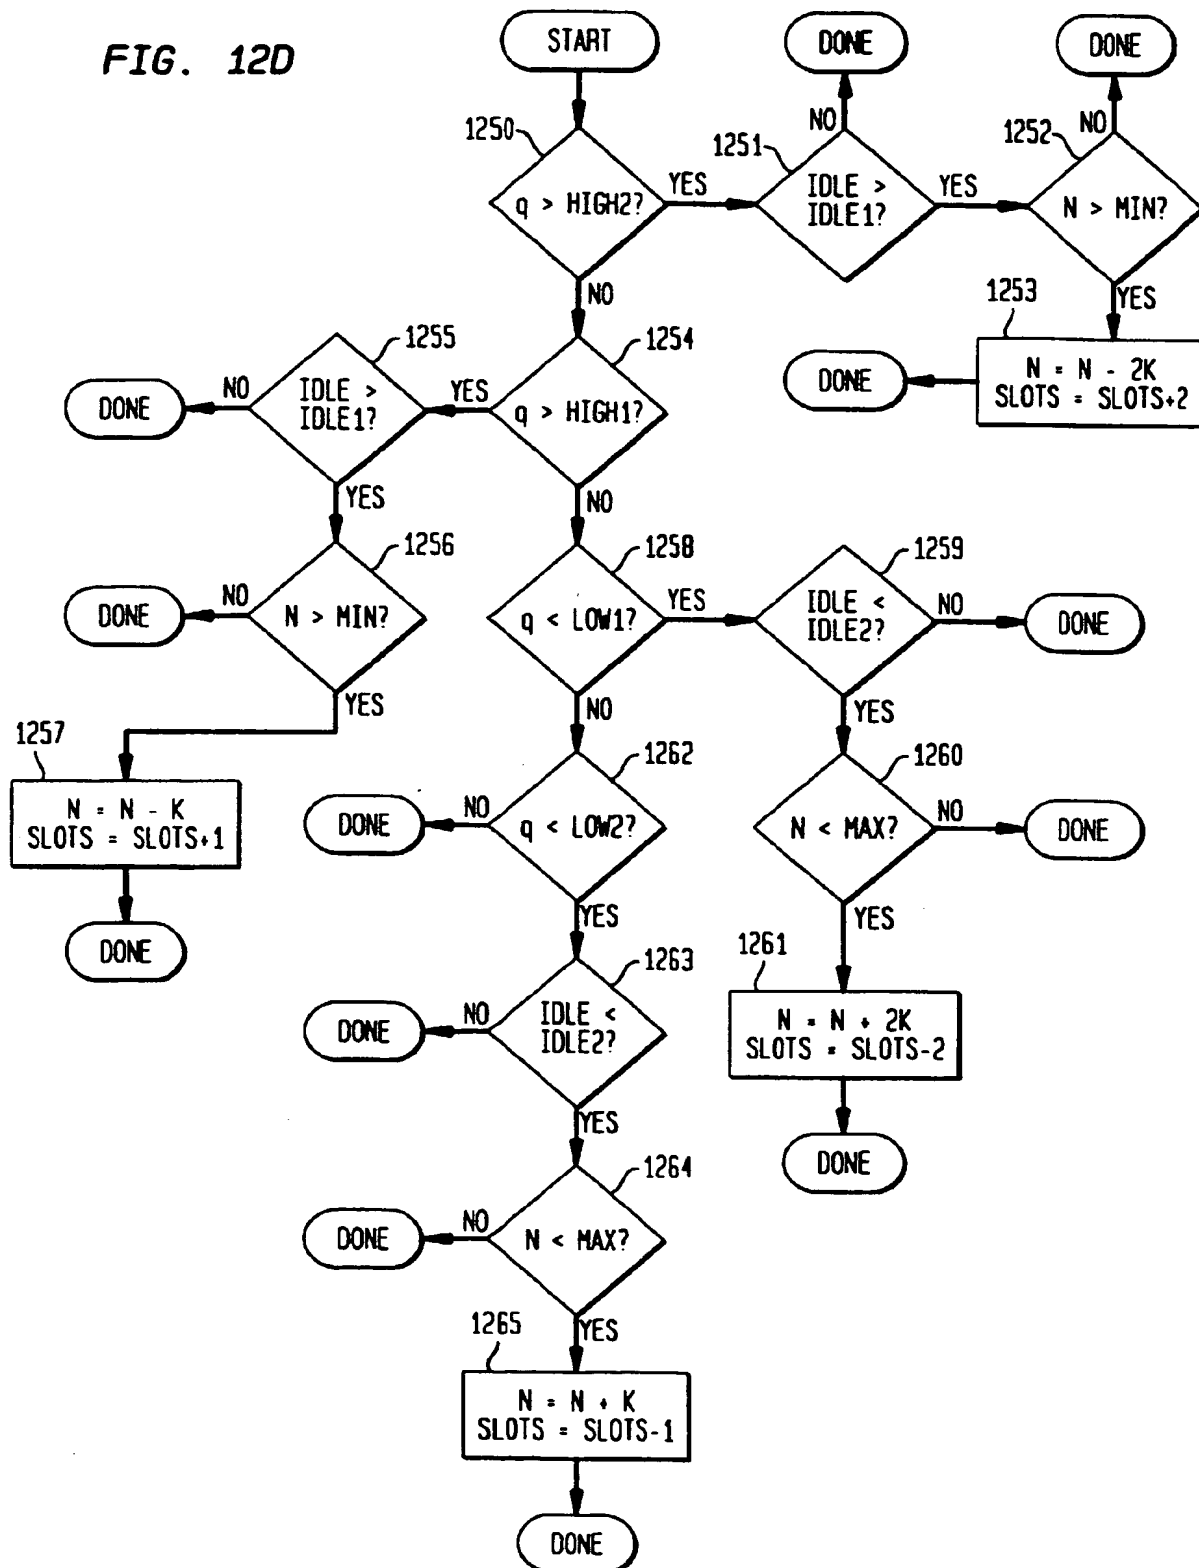 FIG. 12D
START
DONE
DONE
1250
q > HIGH2?
YES
NO
1251
IDLE >
IDLE1?
NO
YES
1252
N > MIN?
NO
YES
1253
N = N - 2K
SLOTS = SLOTS+2
DONE
1254
q > HIGH1?
YES
NO
1255
IDLE >
IDLE1?
NO
DONE
YES
1256
N > MIN?
NO
DONE
YES
1257
N = N - K
SLOTS = SLOTS+1
DONE
1258
q < LOW1?
YES
NO
1259
IDLE <
IDLE2?
NO
DONE
YES
1260
N < MAX?
NO
DONE
YES
1261
N = N + 2K
SLOTS = SLOTS-2
DONE
1262
q < LOW2?
NO
DONE
YES
1263
IDLE <
IDLE2?
NO
DONE
YES
1264
N < MAX?
NO
DONE
YES
1265
N = N + K
SLOTS = SLOTS-1
DONE